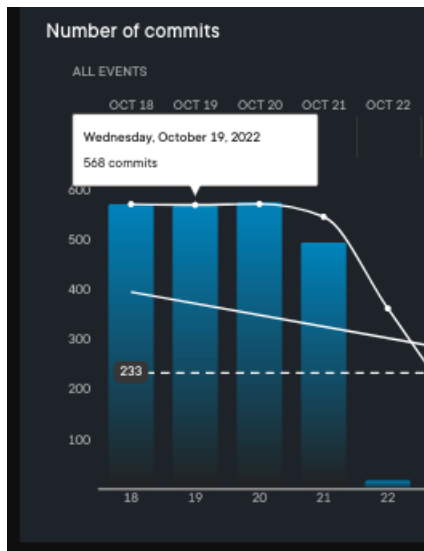 Number of commits
ALL EVENTS
OCT 18 OCT 19 OCT 20 OCT 21 OCT 22
Wednesday, October 19, 2022
568 commits
600
500
400
300
233
200
100
18 19 20 21 22